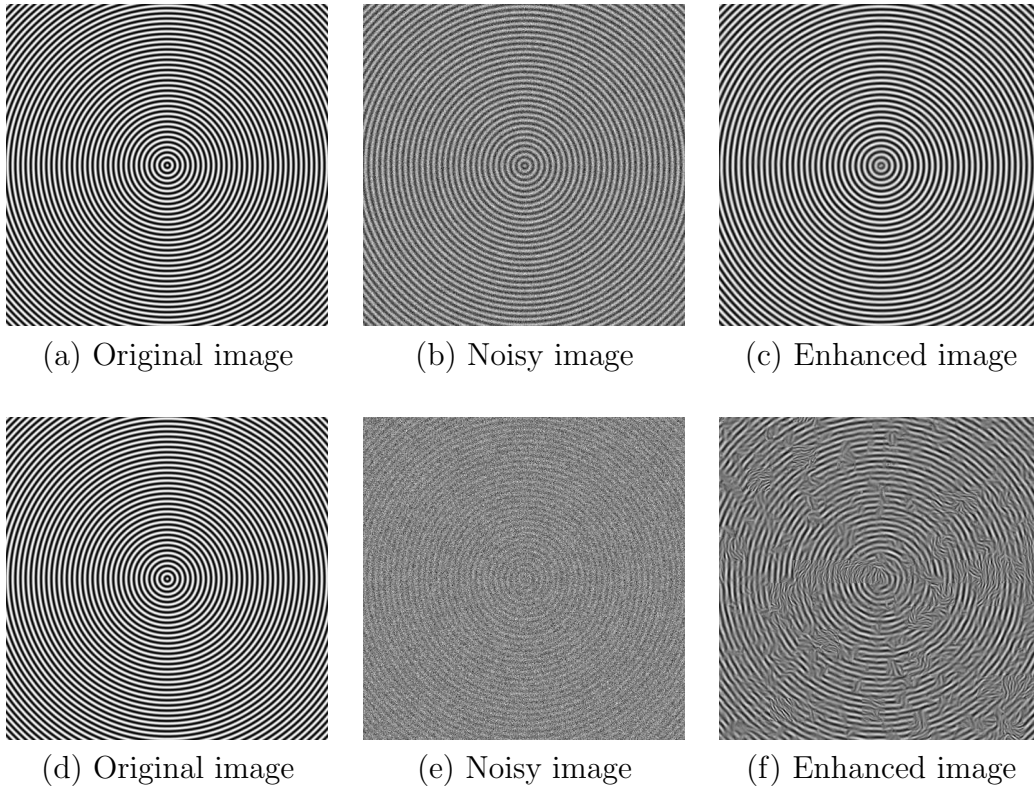 (a) Original image
(b) Noisy image
(c) Enhanced image
(d) Original image
(e) Noisy image
(f) Enhanced image